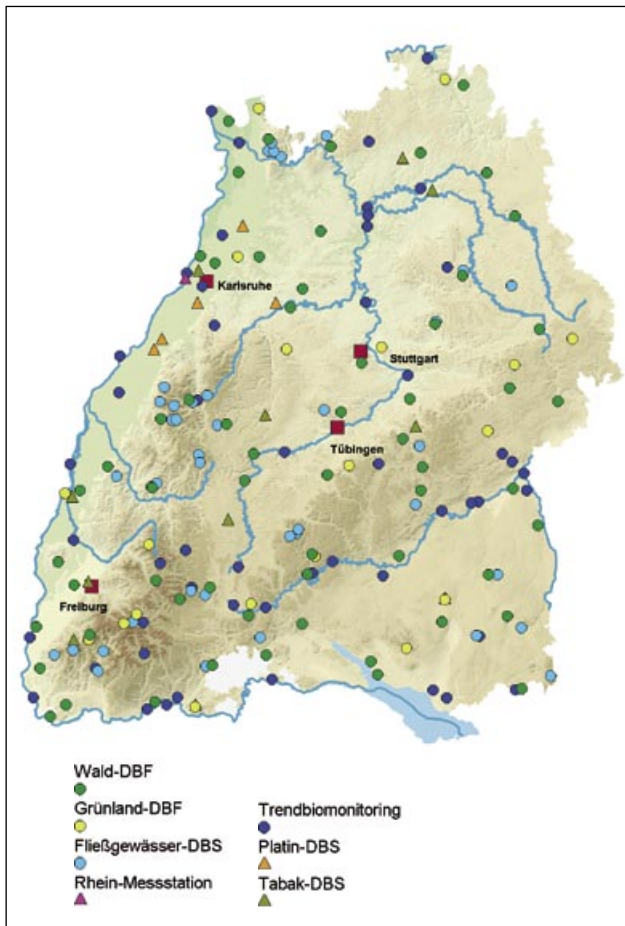 Karlsruhe
Stuttgart
Tübingen
Freiburg
Wald-DBF
Grünland-DBF
Trendbiomonitoring
Fließgewässer-DBS
Platin-DBS
Rhein-Messstation
Tabak-DBS